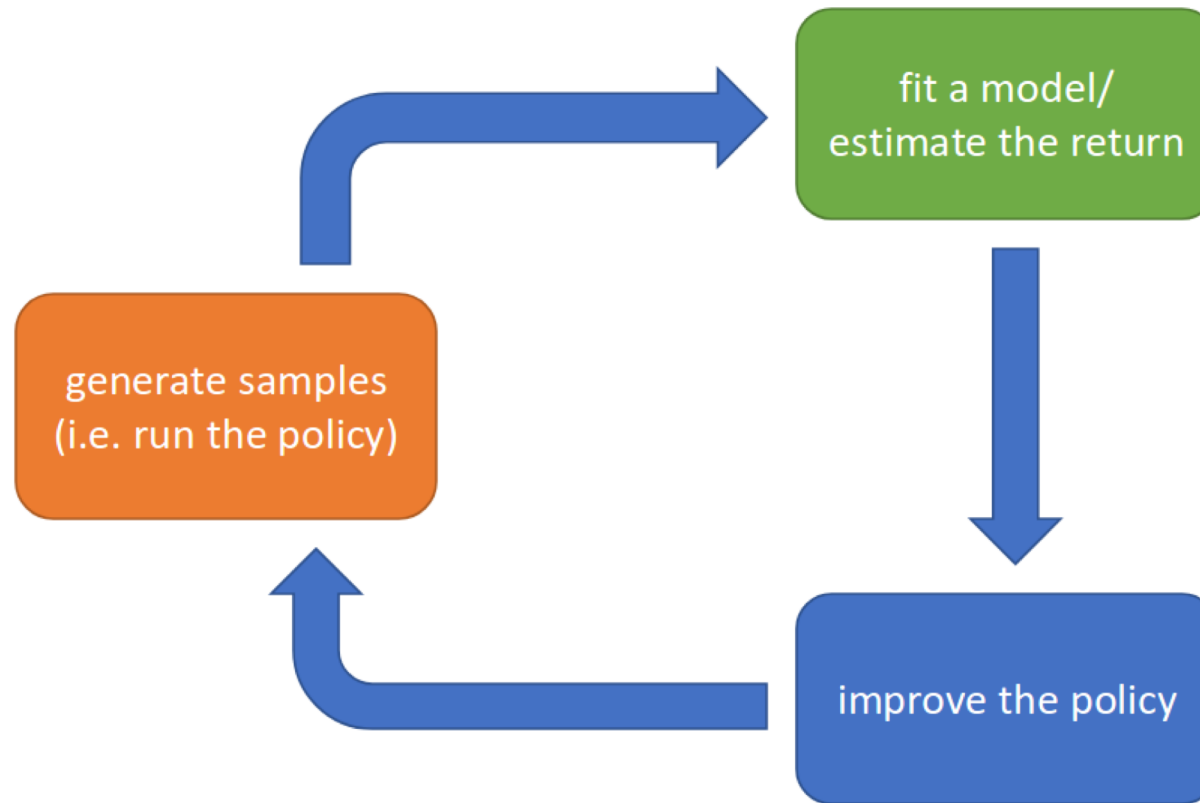 fit a model/
estimate the return
generate samples
(i.e. run the policy)
improve the policy